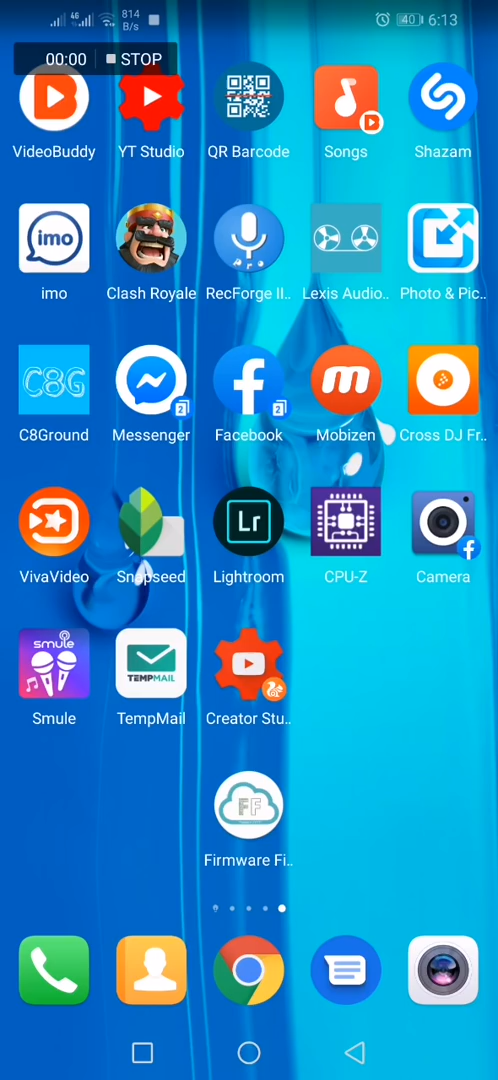 4G 814 B/s 40 6:13
00:00 STOP
VideoBuddy YT Studio QR Barcode Songs Shazam
imo
imo Clash Royale RecForge II.. Lexis Audio.. Photo & Pic..
C8G
2 2
C8Ground Messenger Facebook Mobizen Cross DJ Fr..
Lr
VivaVideo Snapseed Lightroom CPU-Z Camera
smule TEMPMAIL
Smule TempMail Creator Stu..
FF
Firmware Fi..